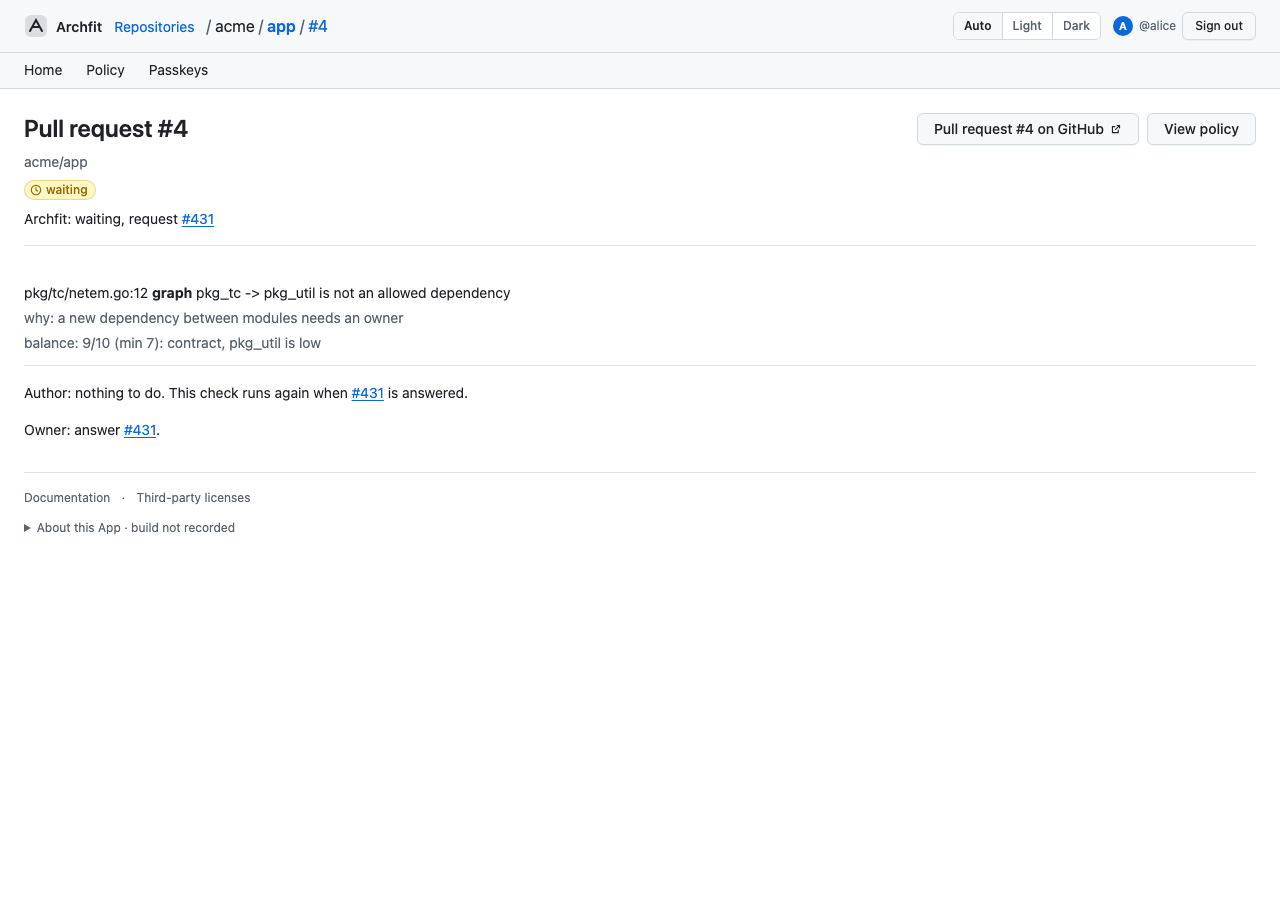 Archfit Repositories / acme / app / #4 Auto Light Dark A @alice Sign out
Home Policy Passkeys
Pull request #4 Pull request #4 on GitHub View policy
acme/app
waiting
Archfit: waiting, request #431
pkg/tc/netem.go:12 graph pkg_tc -> pkg_util is not an allowed dependency
why: a new dependency between modules needs an owner
balance: 9/10 (min 7): contract, pkg_util is low
Author: nothing to do. This check runs again when #431 is answered.
Owner: answer #431.
Documentation · Third-party licenses
About this App · build not recorded